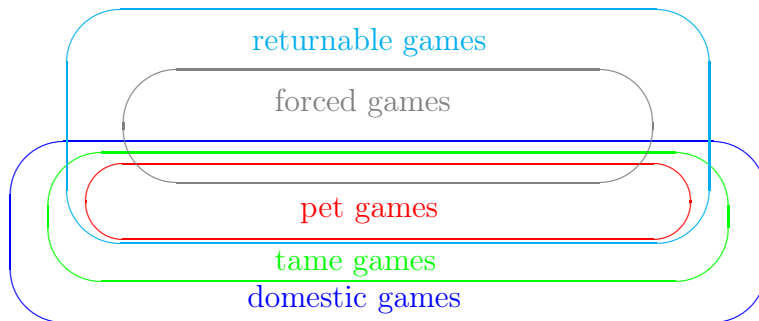 returnable games
forced games
pet games
tame games
domestic games